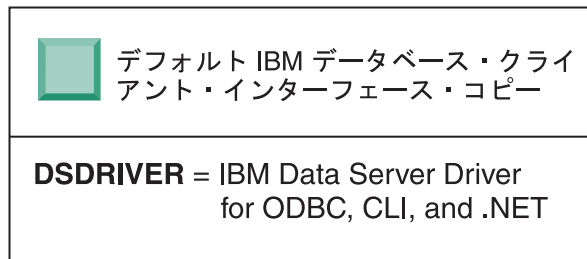 デフォルト IBM データベース・クライ
アント・インターフェース・コピー
DSDRIVER = IBM Data Server Driver
for ODBC, CLI, and .NET